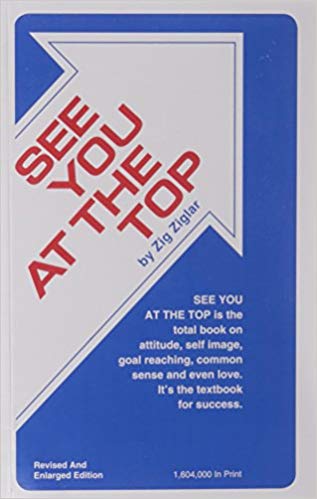 SEE
YOU
AT THE
TOP
by Zig Ziglar
SEE YOU
AT THE TOP is the
total book on
attitude, self image,
goal reaching, common
sense and even love.
It's the textbook
for success.
Revised And
Enlarged Edition
1,604,000 In Print